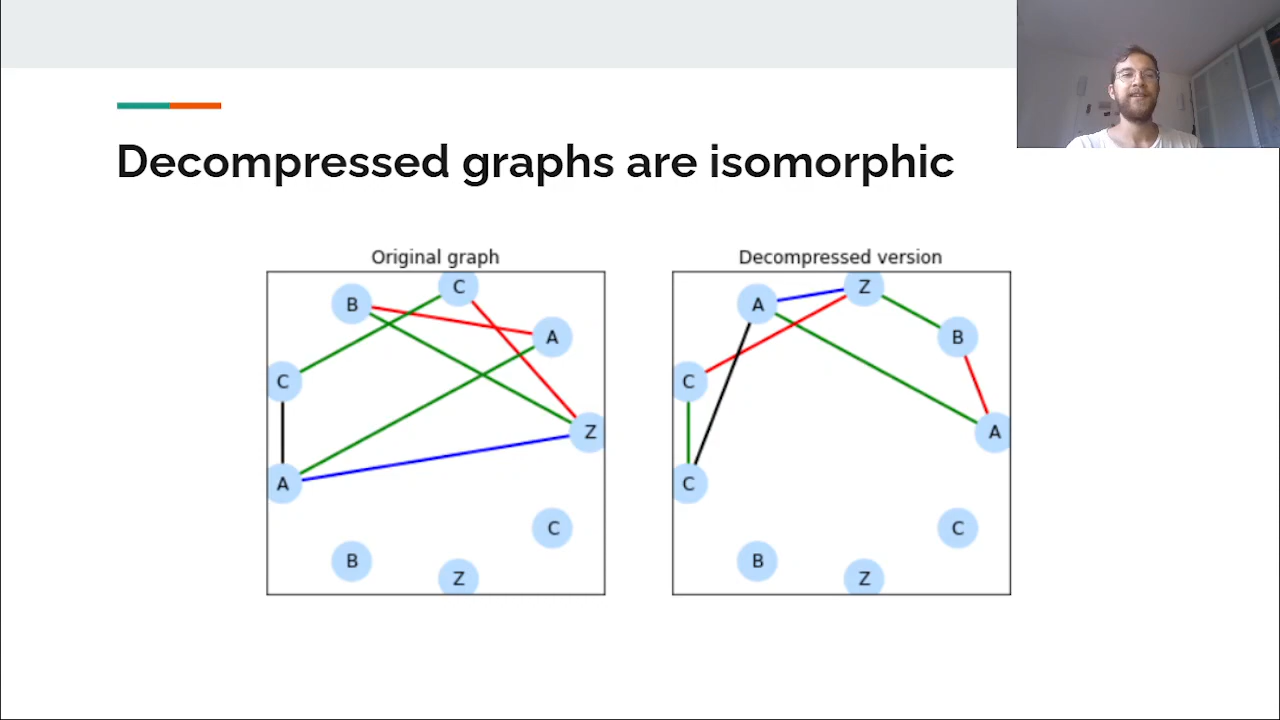 Decompressed graphs are isomorphic
Original graph
B
C
A
C
Z
A
C
B
Z
Decompressed version
A
Z
B
C
A
C
C
B
Z